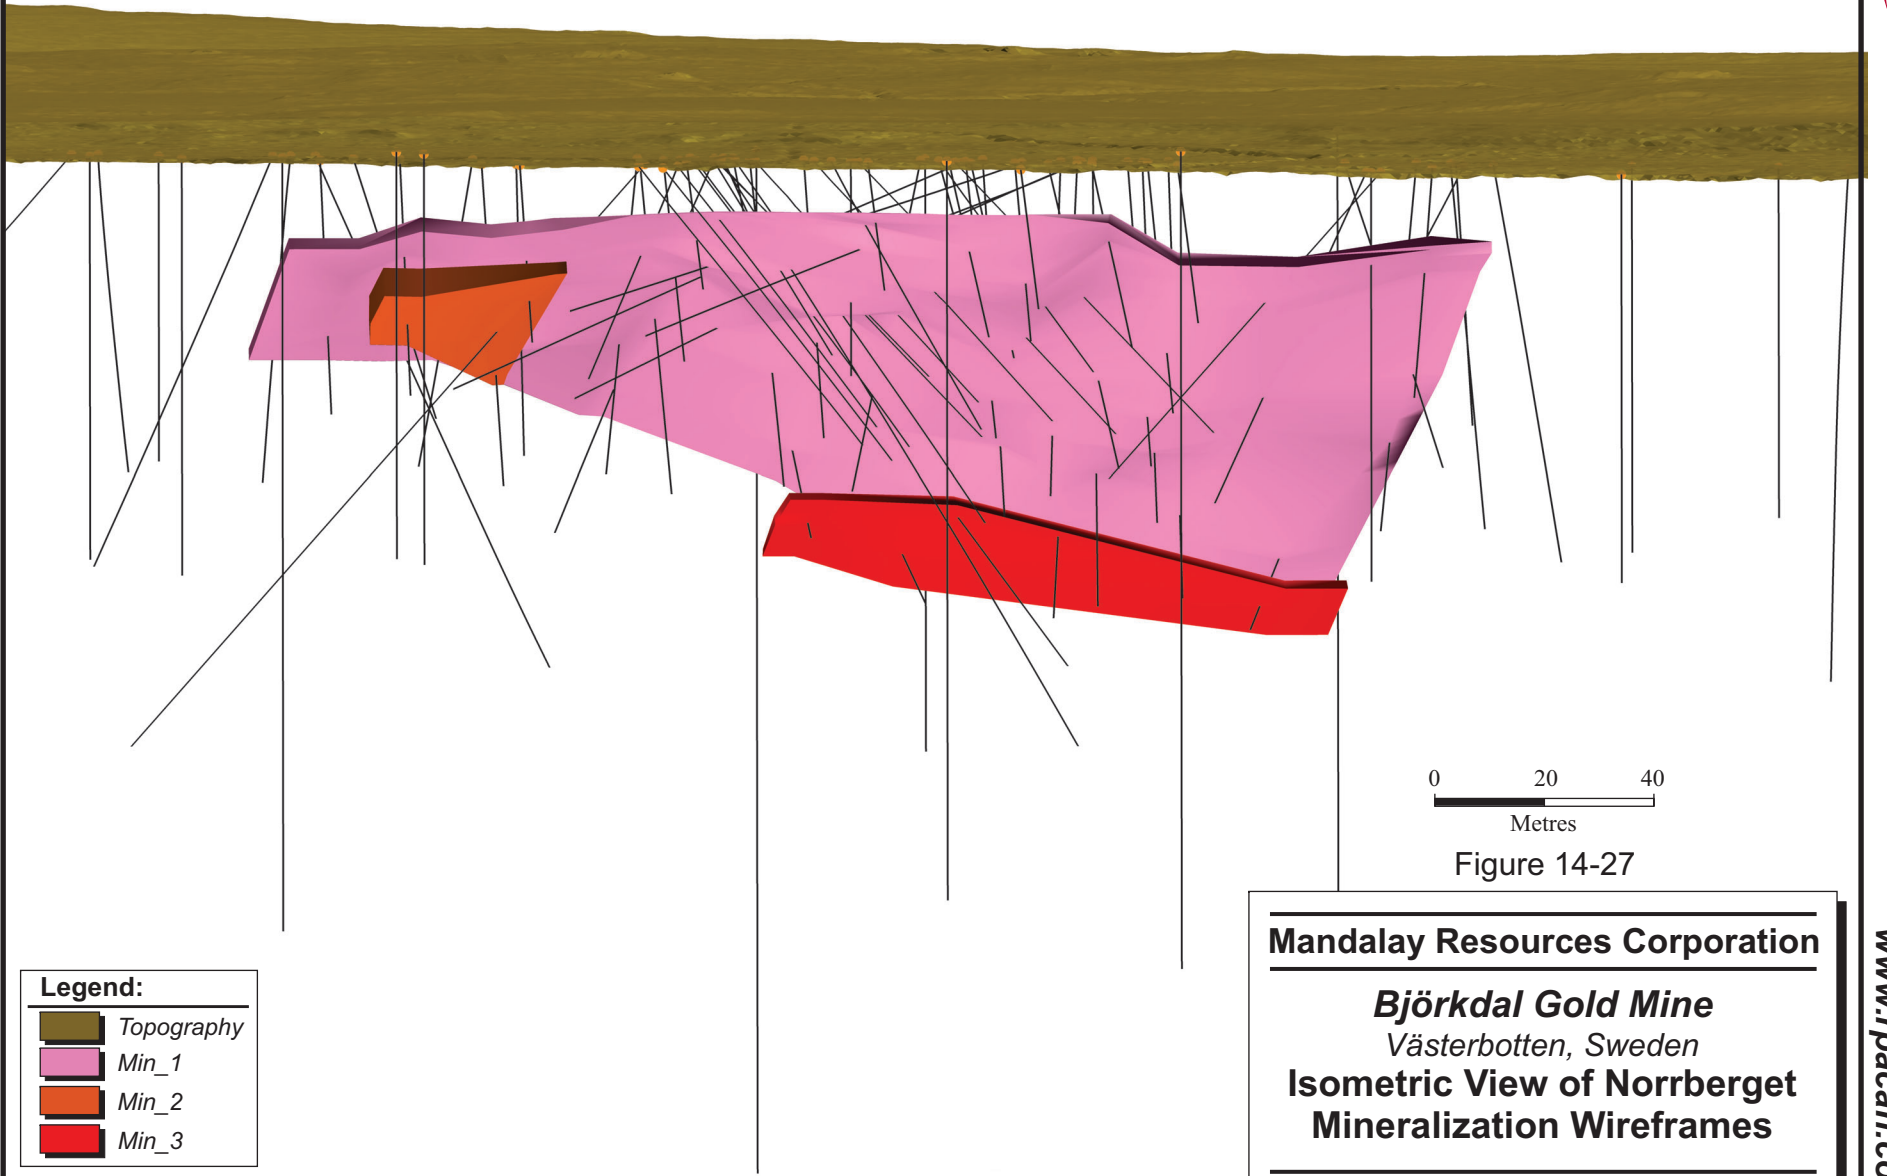 0 20 40
Metres
Figure 14-27
Mandalay Resources Corporation
Björkdal Gold Mine
Västerbotten, Sweden
Isometric View of Norrberget
Mineralization Wireframes
Legend:
Topography
Min_1
Min_2
Min_3